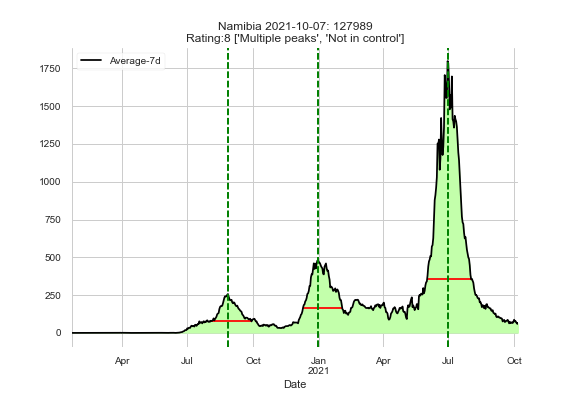 Namibia 2021-10-07: 127989
Rating:8 ['Multiple peaks', 'Not in control']
Average-7d
1750
1500
1250
1000
750
500
250
0
Apr Jul Oct Jan Apr Jul Oct
2021
Date